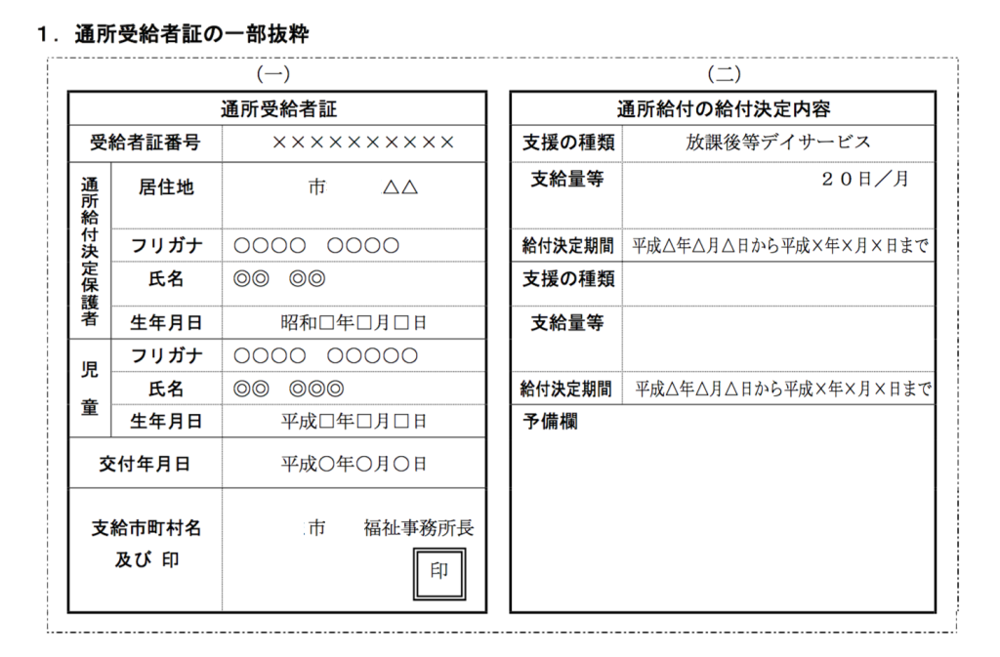 1．通所受給者証の一部抜粋
(一)
通所受給者証
受給者証番号 ××××××××××
通所給付決定保護者
居住地 市 △△
フリガナ ○○○○ ○○○○
氏名 ◎◎ ◎◎
生年月日 昭和□年□月□日
児童
フリガナ ○○○○ ○○○○○
氏名 ◎◎ ◎◎◎
生年月日 平成□年□月□日
交付年月日 平成○年○月○日
支給市町村名
及び 印
市 福祉事務所長
印
(二)
通所給付の給付決定内容
支援の種類 放課後等デイサービス
支給量等 ２０日／月
給付決定期間 平成△年△月△日から平成×年×月×日まで
支援の種類
支給量等
給付決定期間 平成△年△月△日から平成×年×月×日まで
予備欄